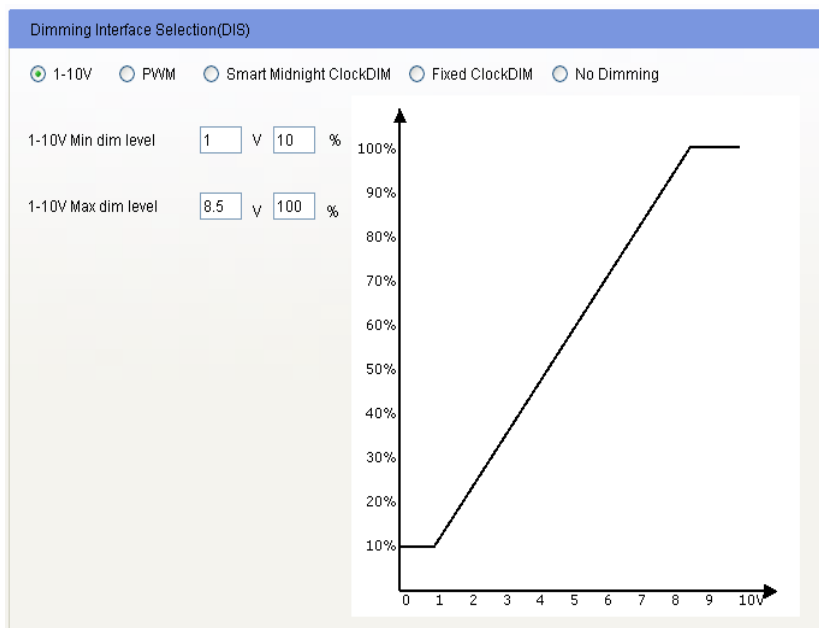 Dimming Interface Selection(DIS)
1-10V PWM Smart Midnight ClockDIM Fixed ClockDIM No Dimming
1-10V Min dim level 1 V 10 %
1-10V Max dim level 8.5 V 100 %
100%
90%
80%
70%
60%
50%
40%
30%
20%
10%
0 1 2 3 4 5 6 7 8 9 10V